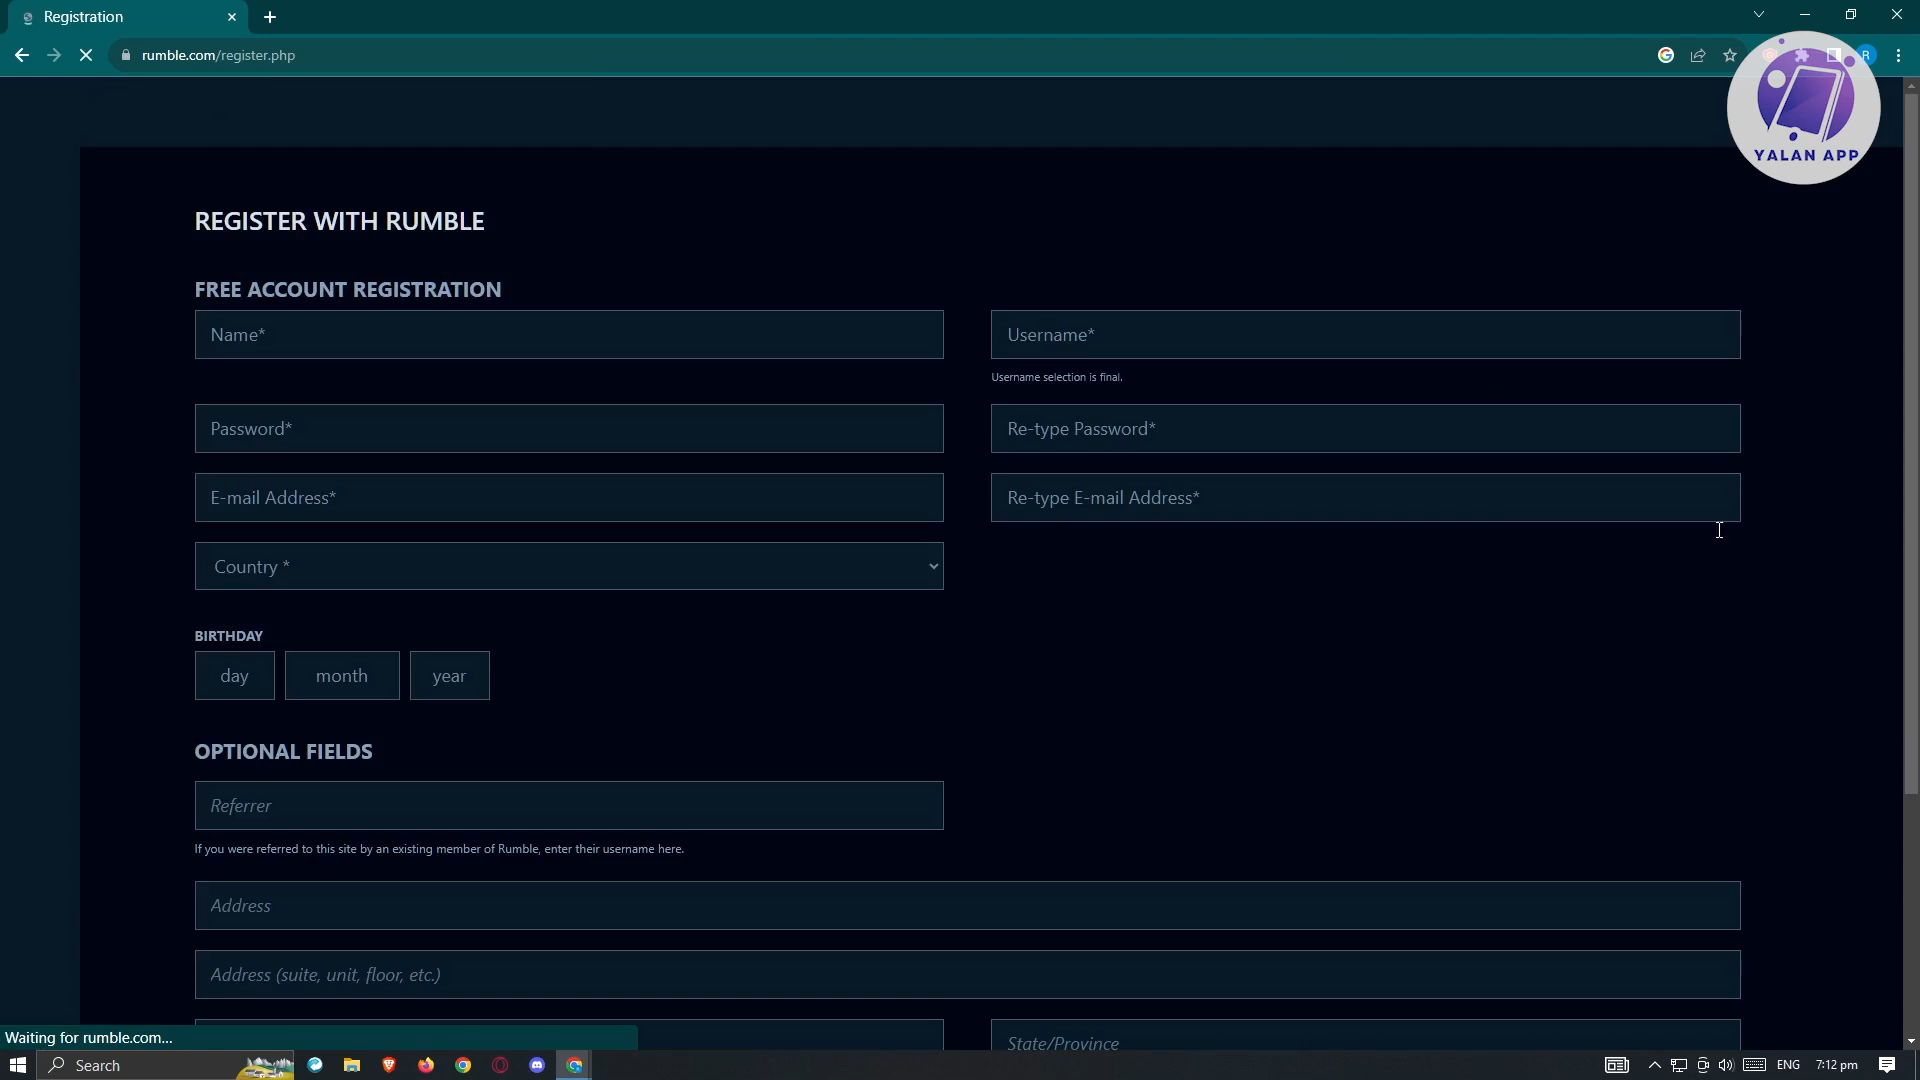 Registration
rumble.com/register.php
R
YALAN APP
REGISTER WITH RUMBLE
FREE ACCOUNT REGISTRATION
Name*
Username*
Username selection is final.
Password*
Re-type Password*
E-mail Address*
Re-type E-mail Address*
Country *
BIRTHDAY
day month year
OPTIONAL FIELDS
Referrer
If you were referred to this site by an existing member of Rumble, enter their username here.
Address
Address (suite, unit, floor, etc.)
State/Province
Waiting for rumble.com...
Search
ENG
7:12 pm